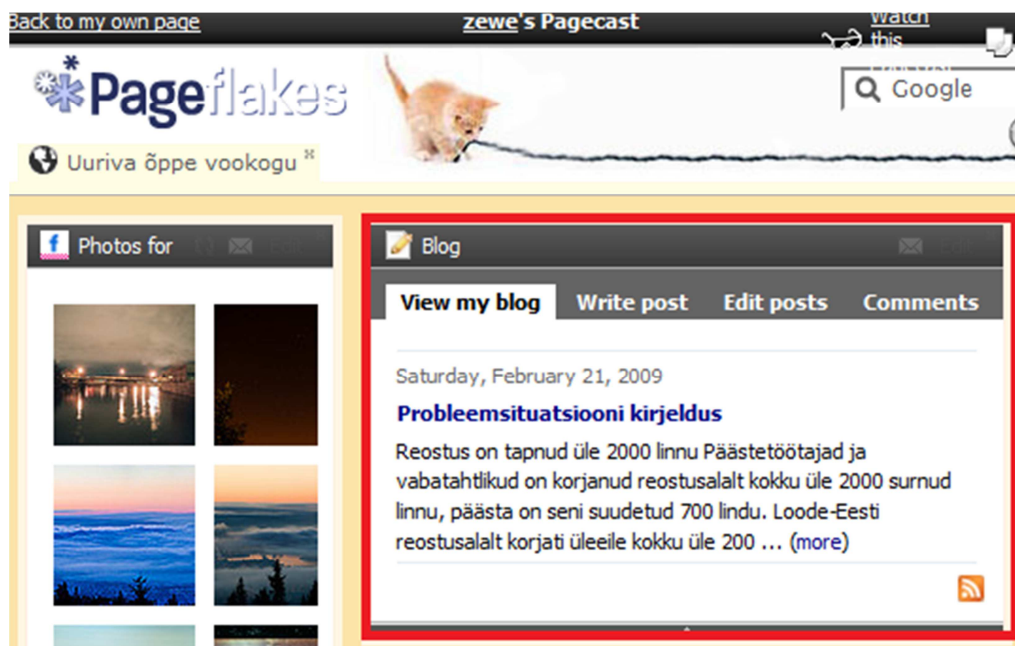 Back to my own page
zewe's Pagecast
Watch
this
Pageflakes
Google
Uuriva õppe vookogu
Photos for
Edit
Blog
Edit
View my blog Write post Edit posts Comments
Saturday, February 21, 2009
Probleemsituatsiooni kirjeldus
Reostus on tapnud üle 2000 linnu Päästetöötajad ja
vabatahtlikud on korjanud reostusalalt kokku üle 2000 surnud
linnu, päästa on seni suudetud 700 lindu. Loode-Eesti
reostusalalt korjati üleeile kokku üle 200 ... (more)